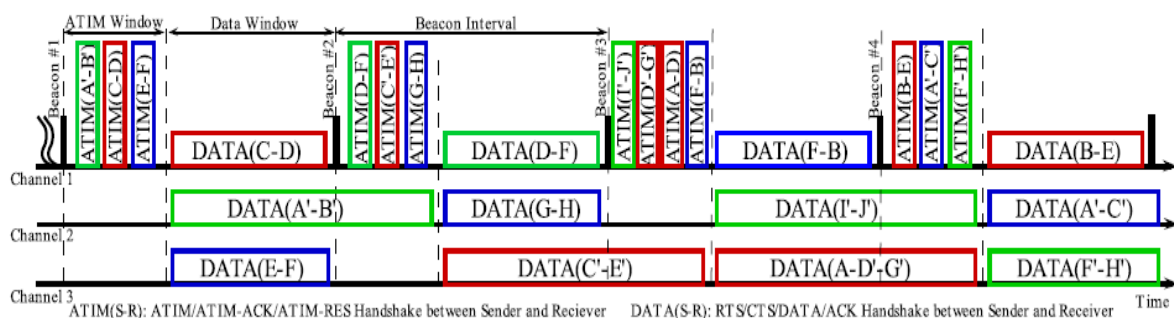 ATIM Window
Data Window
Beacon Interval
Beacon #1
ATIM(A'-B')
ATIM(C-D)
ATIM(E-F)
Beacon #2
ATIM(D-F)
ATIM(C'-E')
ATIM(G-H)
Beacon #3
ATIM(I'-J')
ATIM(D'-G')
ATIM(A-D)
ATIM(F-B)
Beacon #4
ATIM(B-E)
ATIM(A'-C')
ATIM(F'-H')
DATA(C-D)
DATA(D-F)
DATA(F-B)
DATA(B-E)
Channel 1
DATA(A'-B')
DATA(G-H)
DATA(I'-J')
DATA(A'-C')
Channel 2
DATA(E-F)
DATA(C'-E')
DATA(A-D'-G')
DATA(F'-H')
Channel 3
Time
ATIM(S-R): ATIM/ATIM-ACK/ATIM-RES Handshake between Sender and Reciever
DATA(S-R): RTS/CTS/DATA/ACK Handshake between Sender and Receiver